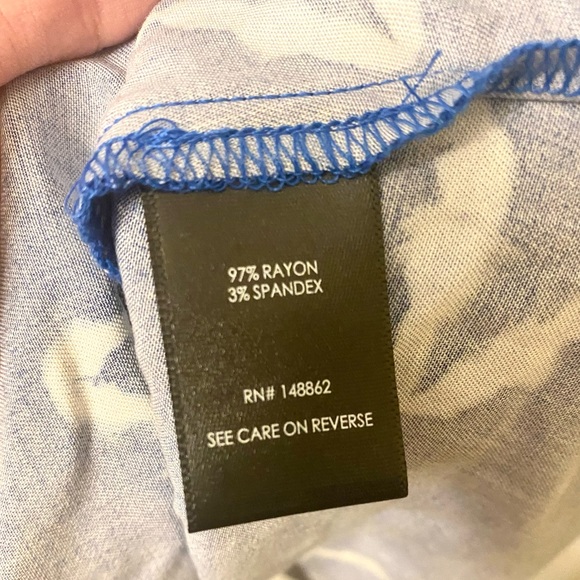 97% RAYON
3% SPANDEX
RN# 148862
SEE CARE ON REVERSE